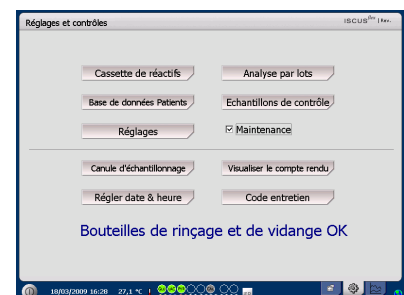 Réglages et contrôles
ISCUSflex | Rev.
Cassette de réactifs
Analyse par lots
Base de données Patients
Echantillons de contrôle
Réglages
Maintenance
Canule d'échantillonnage
Visualiser le compte rendu
Régler date & heure
Code entretien
Bouteilles de rinçage et de vidange OK
18/03/2009 16:28 27,1 °C